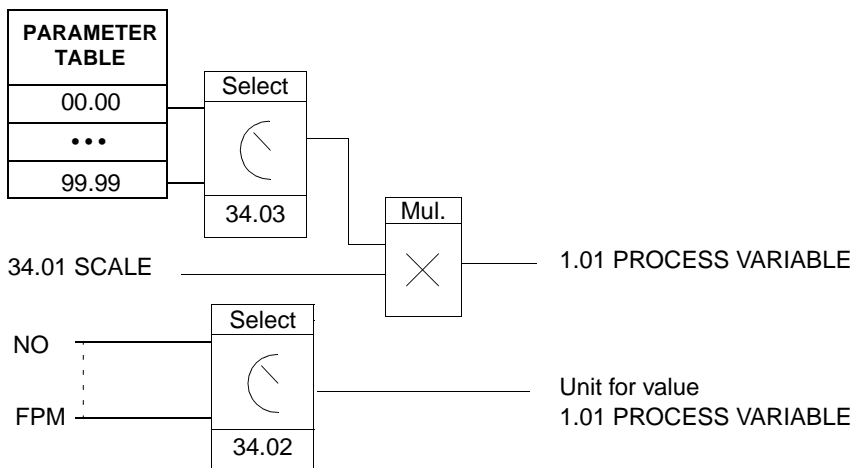 PARAMETER
TABLE
00.00
•••
99.99
Select
34.03
Mul.
34.01 SCALE
1.01 PROCESS VARIABLE
Select
NO
FPM
34.02
Unit for value
1.01 PROCESS VARIABLE